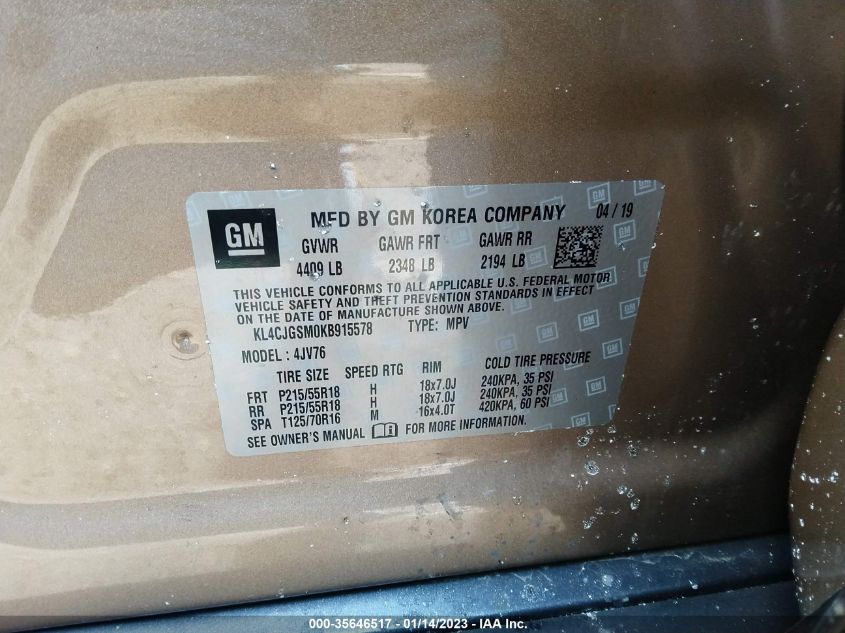 GM
MFD BY GM KOREA COMPANY 04 / 19
GVWR GAWR FRT GAWR RR
4409 LB 2348 LB 2194 LB
THIS VEHICLE CONFORMS TO ALL APPLICABLE U.S. FEDERAL MOTOR
VEHICLE SAFETY AND THEFT PREVENTION STANDARDS IN EFFECT
ON THE DATE OF MANUFACTURE SHOWN ABOVE.
KL4CJGSM0KB915578 TYPE: MPV
MODEL : 4JV76
TIRE SIZE SPEED RTG RIM COLD TIRE PRESSURE
FRT P215/55R18 H 18x7.0J 240KPA, 35 PSI
RR P215/55R18 H 18x7.0J 240KPA, 35 PSI
SPA T125/70R16 M 16x4.0T 420KPA, 60 PSI
SEE OWNER'S MANUAL FOR MORE INFORMATION.
000-35646517 - 01/14/2023 - IAA Inc.